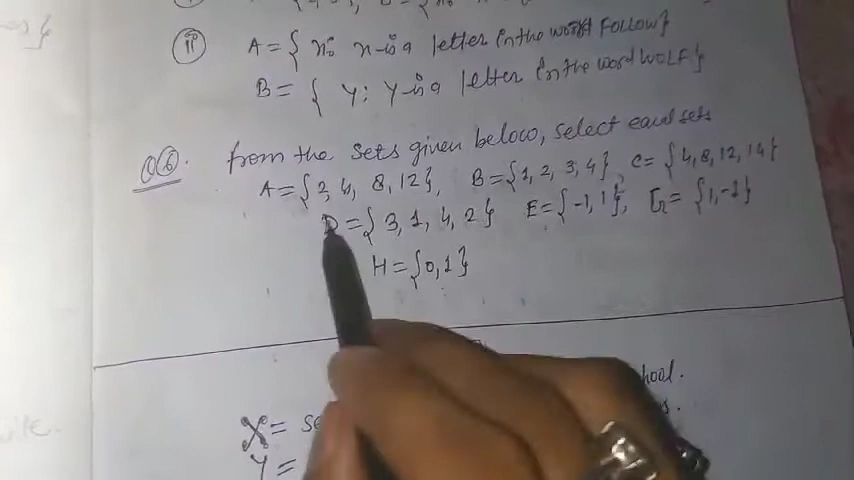 (ii) A = { x: x is a letter in the word FOLLOW}
B = { Y: Y is a letter in the word WOLF}
Q6. from the sets given below, select equal sets
A = {2, 4, 8, 12}, B = {1, 2, 3, 4}, C = {4, 8, 12, 14}
D = {3, 1, 4, 2} E = {-1, 1}, G = {1, -1}
H = {0, 1}
X =
Y =